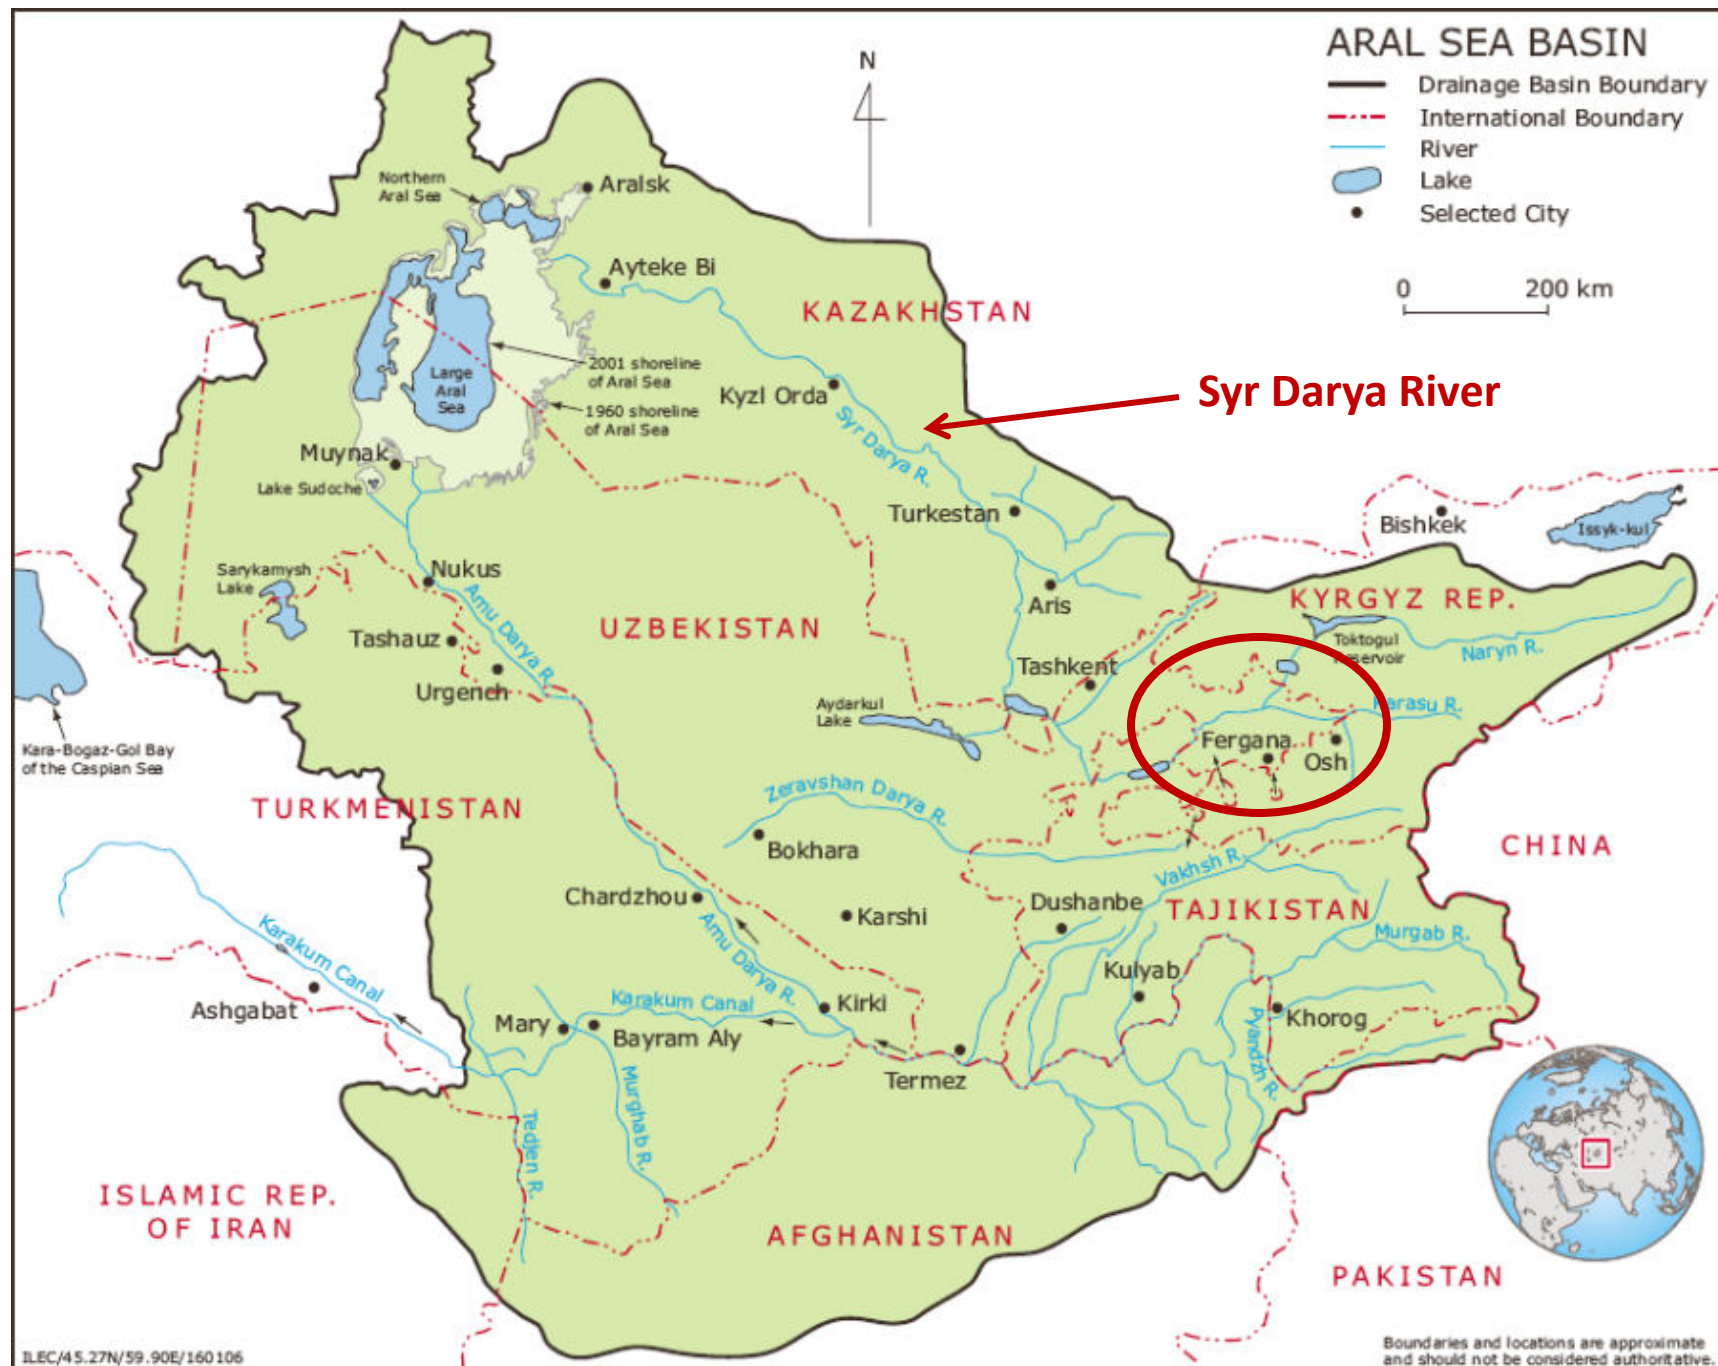 ARAL SEA BASIN
Drainage Basin Boundary
International Boundary
River
Lake
Selected City
N
0 200 km
Northern
Aral Sea
Aralsk
Ayteke Bi
KAZAKHSTAN
2001 shoreline
of Aral Sea
Large
Aral
Sea
Kyzl Orda
Syr Darya River
1960 shoreline
of Aral Sea
Syr Darya R.
Muynak
Lake Sudoche
Turkestan
Bishkek
Issyk-kul
Sarykamysh
Lake
Nukus
Amu Darya R.
Aris
KYRGYZ REP.
UZBEKISTAN
Tashauz
Toktogul
Reservoir
Naryn R.
Urgench
Tashkent
Aydarkul
Lake
Karasu R.
Fergana
Osh
Kara-Bogaz-Gol Bay
of the Caspian Sea
TURKMENISTAN
Zeravshan Darya R.
Bokhara
CHINA
Vakhsh R.
Chardzhou
Karshi
Dushanbe
TAJIKISTAN
Murgab R.
Karakum Canal
Amu Darya R.
Kulyab
Ashgabat
Karakum Canal
Kirki
Khorog
Mary
Bayram Aly
Pyandzh R.
Termez
Murghab R.
Tedjen R.
ISLAMIC REP.
OF IRAN
AFGHANISTAN
PAKISTAN
ILEC/45.27N/59.90E/160106
Boundaries and locations are approximate
and should not be considered authoritative.